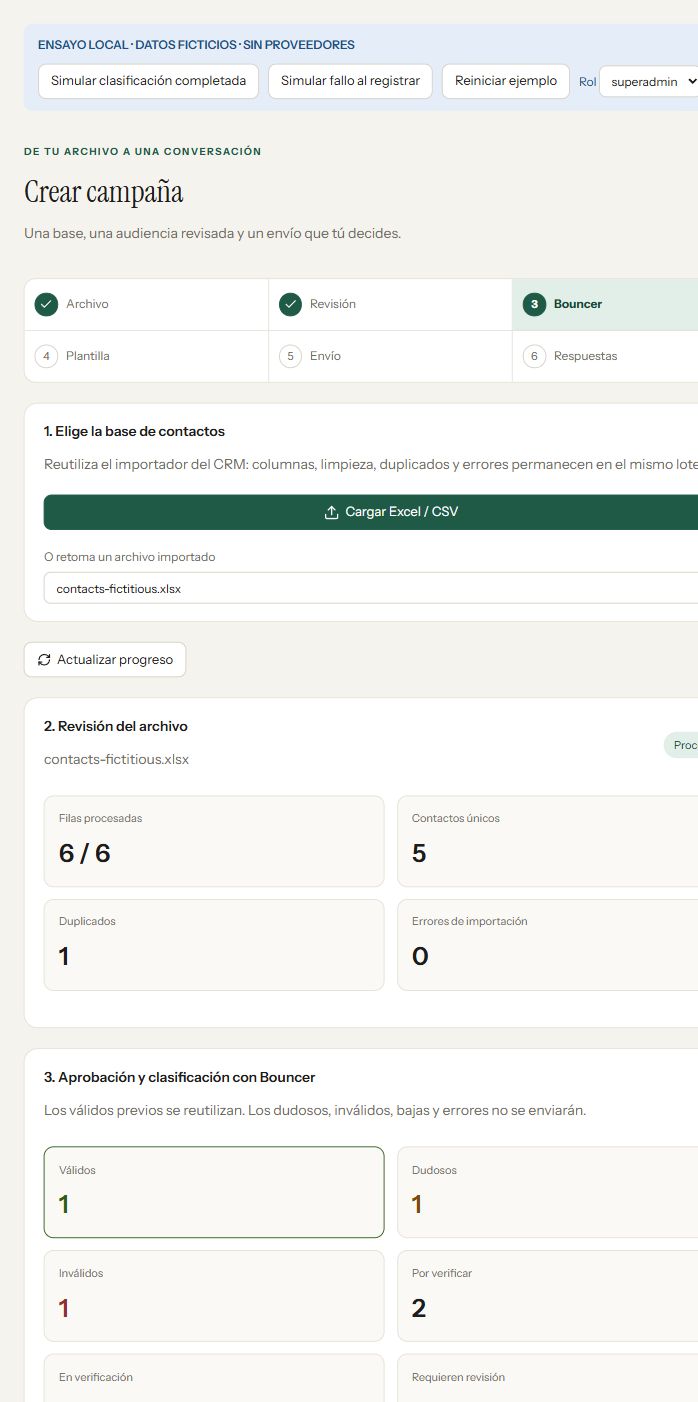 ENSAYO LOCAL · DATOS FICTICIOS · SIN PROVEEDORES
Simular clasificación completada
Simular fallo al registrar
Reiniciar ejemplo
Rol
superadmin
DE TU ARCHIVO A UNA CONVERSACIÓN
Crear campaña
Una base, una audiencia revisada y un envío que tú decides.
Archivo
Revisión
3 Bouncer
4 Plantilla
5 Envío
6 Respuestas
1. Elige la base de contactos
Reutiliza el importador del CRM: columnas, limpieza, duplicados y errores permanecen en el mismo lote
Cargar Excel / CSV
O retoma un archivo importado
contacts-fictitious.xlsx
Actualizar progreso
2. Revisión del archivo
contacts-fictitious.xlsx
Proc
Filas procesadas
6 / 6
Contactos únicos
5
Duplicados
1
Errores de importación
0
3. Aprobación y clasificación con Bouncer
Los válidos previos se reutilizan. Los dudosos, inválidos, bajas y errores no se enviarán.
Válidos
1
Dudosos
1
Inválidos
1
Por verificar
2
En verificación
Requieren revisión